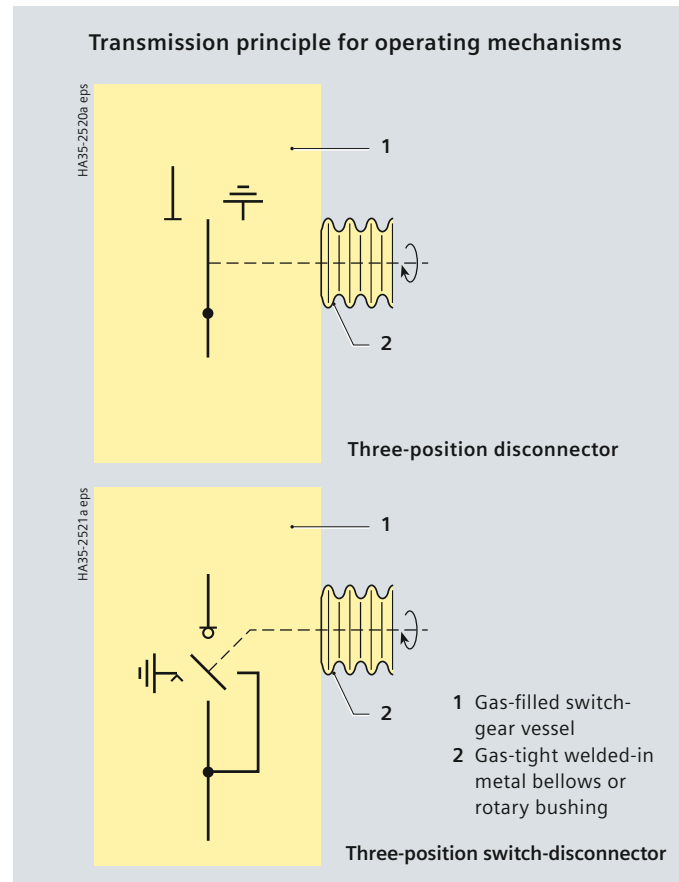 Transmission principle for operating mechanisms
HA35-2520a eps
1
2
Three-position disconnector
HA35-2521a eps
1
2
1 Gas-filled switch-
gear vessel
2 Gas-tight welded-in
metal bellows or
rotary bushing
Three-position switch-disconnector